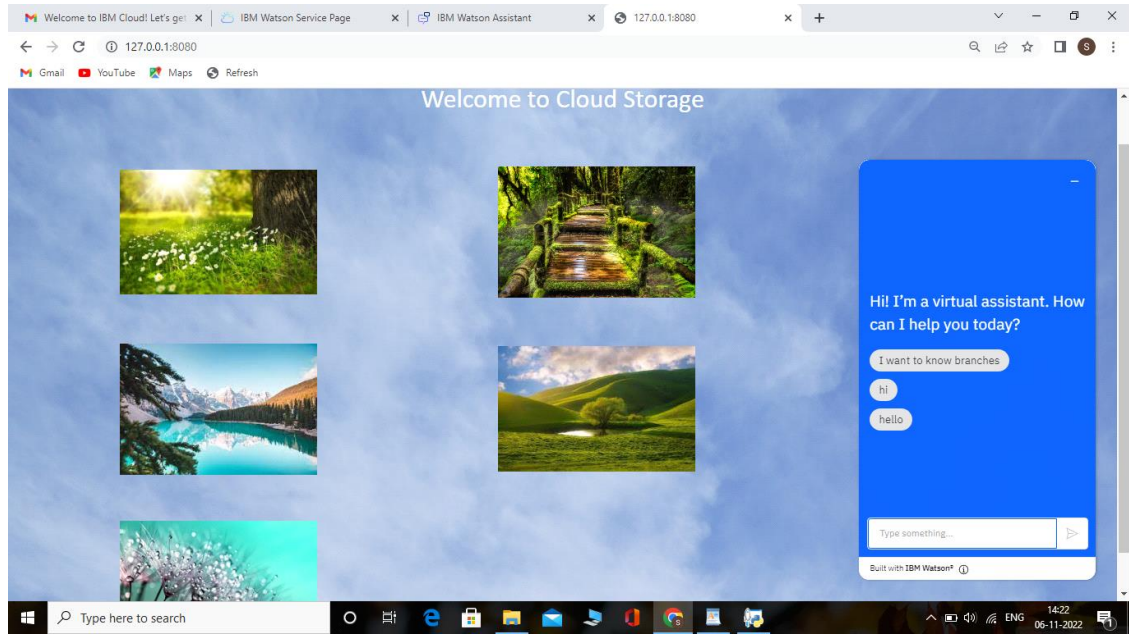 Welcome to IBM Cloud! Let's get
IBM Watson Service Page
IBM Watson Assistant
127.0.0.1:8080
127.0.0.1:8080
S
Gmail
YouTube
Maps
Refresh
Welcome to Cloud Storage
Hi! I'm a virtual assistant. How
can I help you today?
I want to know branches
hi
hello
Type something...
Built with IBM Watson®
Type here to search
ENG
14:22
06-11-2022
1